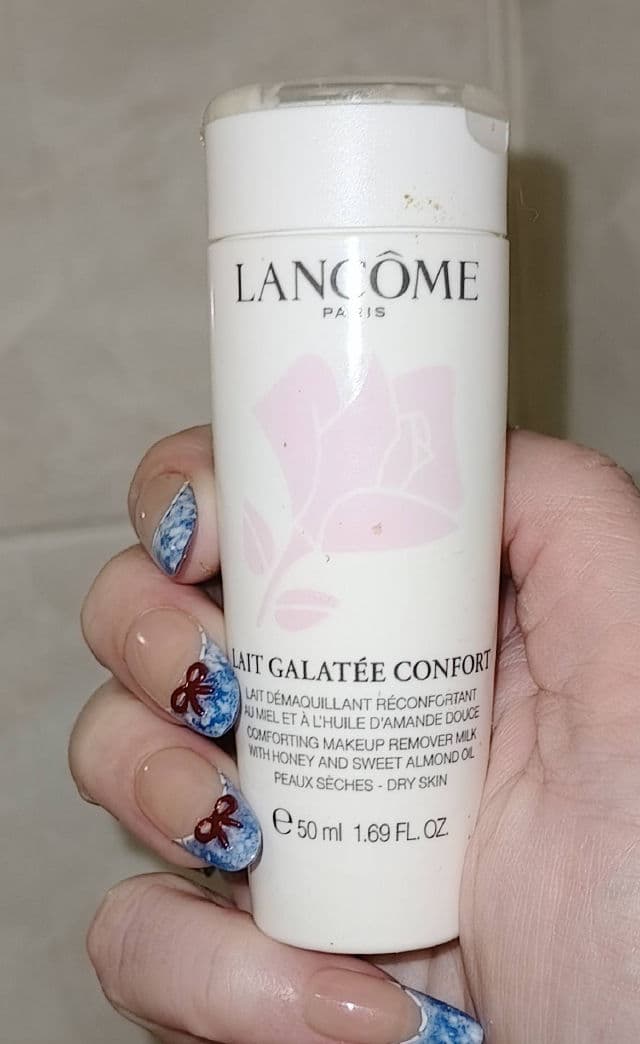 LANCÔME
PARIS
LAIT GALATÉE CONFORT
LAIT DÉMAQUILLANT RÉCONFORTANT
AU MIEL ET À L'HUILE D'AMANDE DOUCE
COMFORTING MAKEUP REMOVER MILK
WITH HONEY AND SWEET ALMOND OIL
PEAUX SÈCHES - DRY SKIN
℮ 50 ml 1.69 FL. OZ.